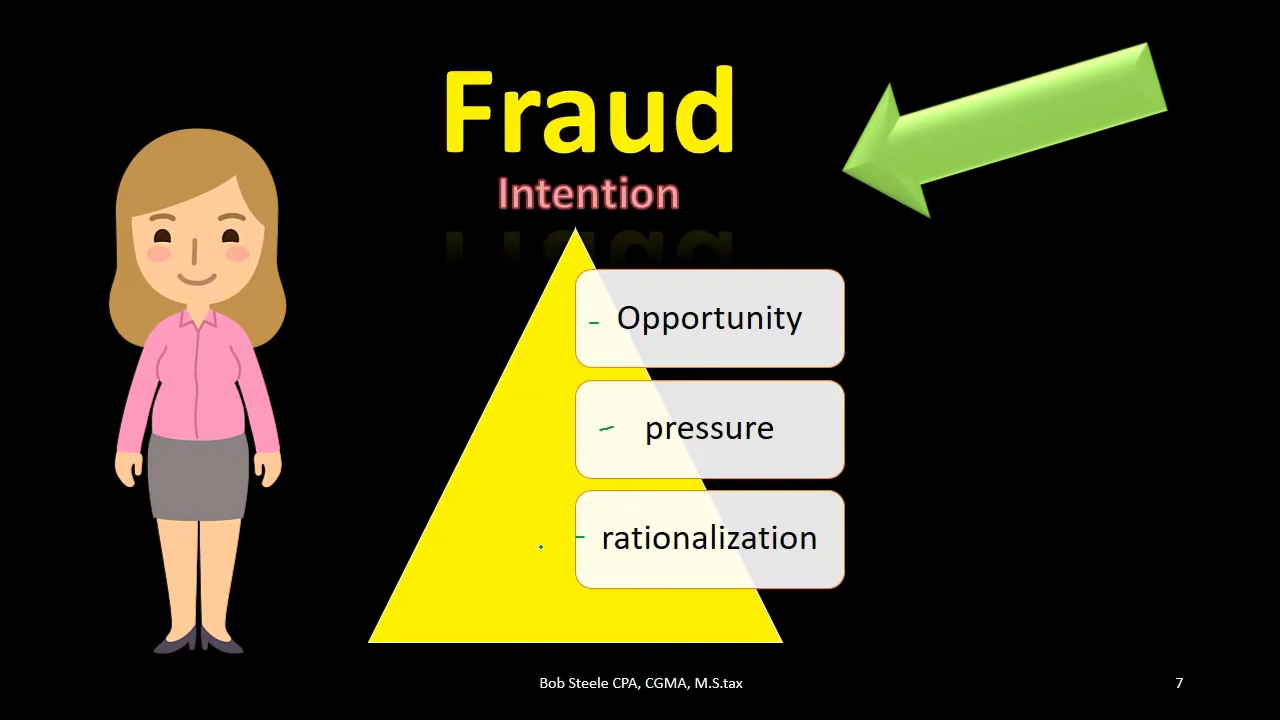 Fraud
Intention
Opportunity
pressure
rationalization
Bob Steele CPA, CGMA, M.S.tax
7